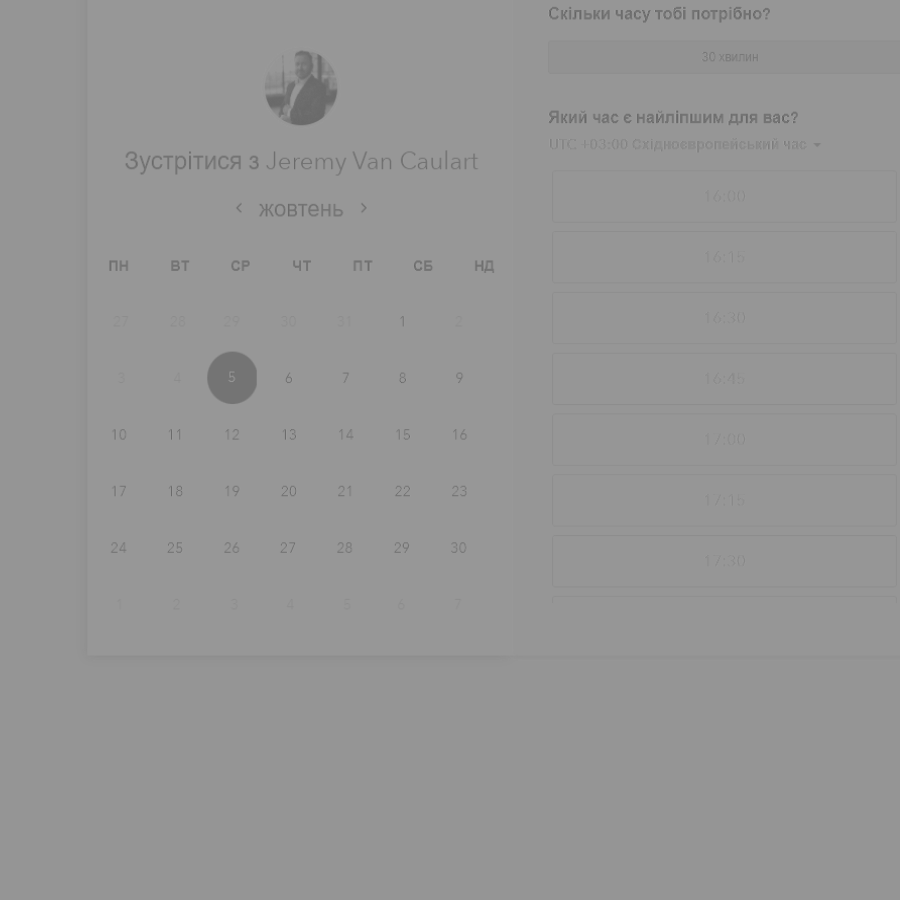 Зустрітися з Jeremy Van Caulart
жовтень
ПН ВТ СР ЧТ ПТ СБ НД
27 28 29 30 31 1 2
3 4 5 6 7 8 9
10 11 12 13 14 15 16
17 18 19 20 21 22 23
24 25 26 27 28 29 30
1 2 3 4 5 6 7
Скільки часу тобі потрібно?
30 хвилин
Який час є найліпшим для вас?
UTC +03:00 Східноєвропейський час
16:00
16:15
16:30
16:45
17:00
17:15
17:30